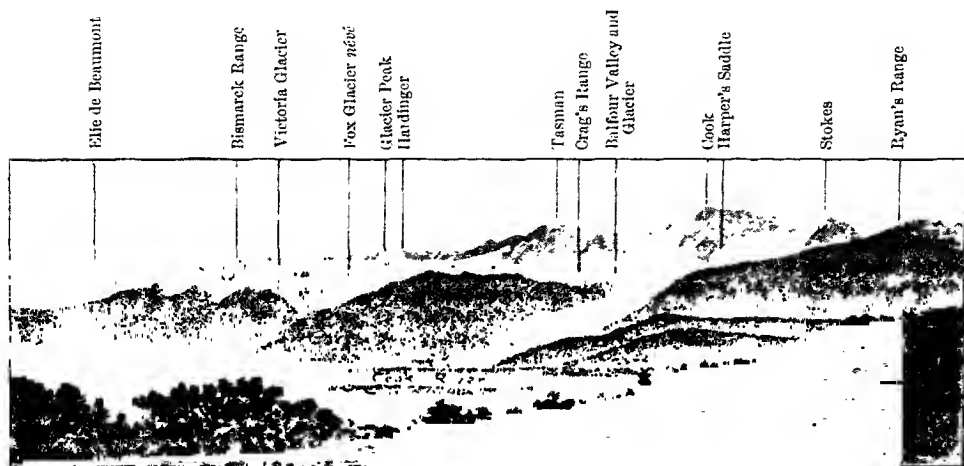 Elie de Beaumont
Bismarck Range
Victoria Glacier
Fox Glacier névé
Glacier Peak
Haidinger
Tasman
Crag's Range
Balfour Valley and
Glacier
Cook
Harper's Saddle
Stokes
Ryan's Range